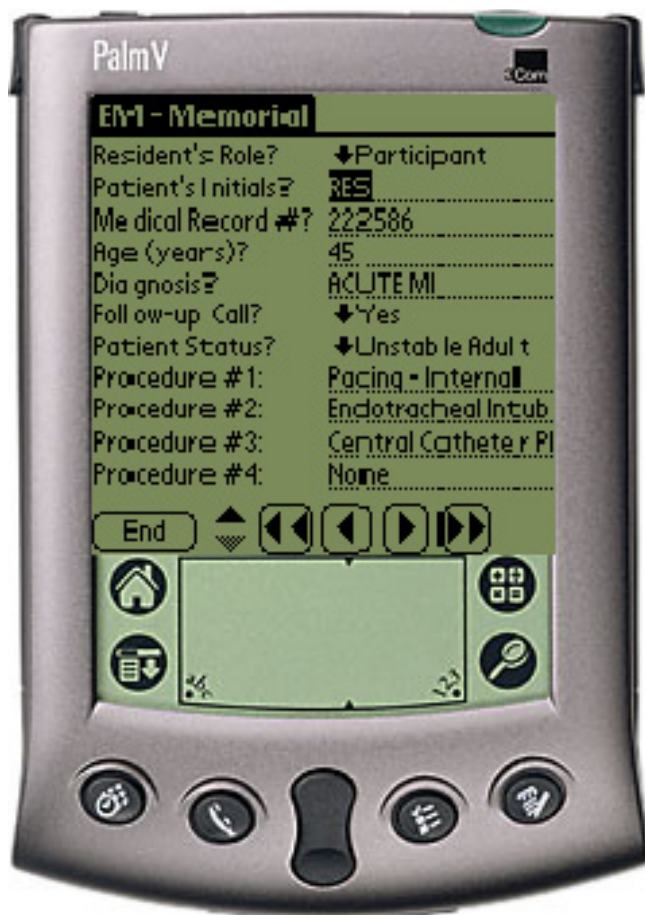 PalmV
3Com
EM - Memorial
Resident's Role? Participant
Patient's Initials? RES
Medical Record #? 222586
Age (years)? 45
Diagnosis? ACUTE MI
Follow-up Call? Yes
Patient Status? Unstable Adult
Procedure #1: Pacing - Internal
Procedure #2: Endotracheal Intub
Procedure #3: Central Catheter Pl
Procedure #4: None
End
123